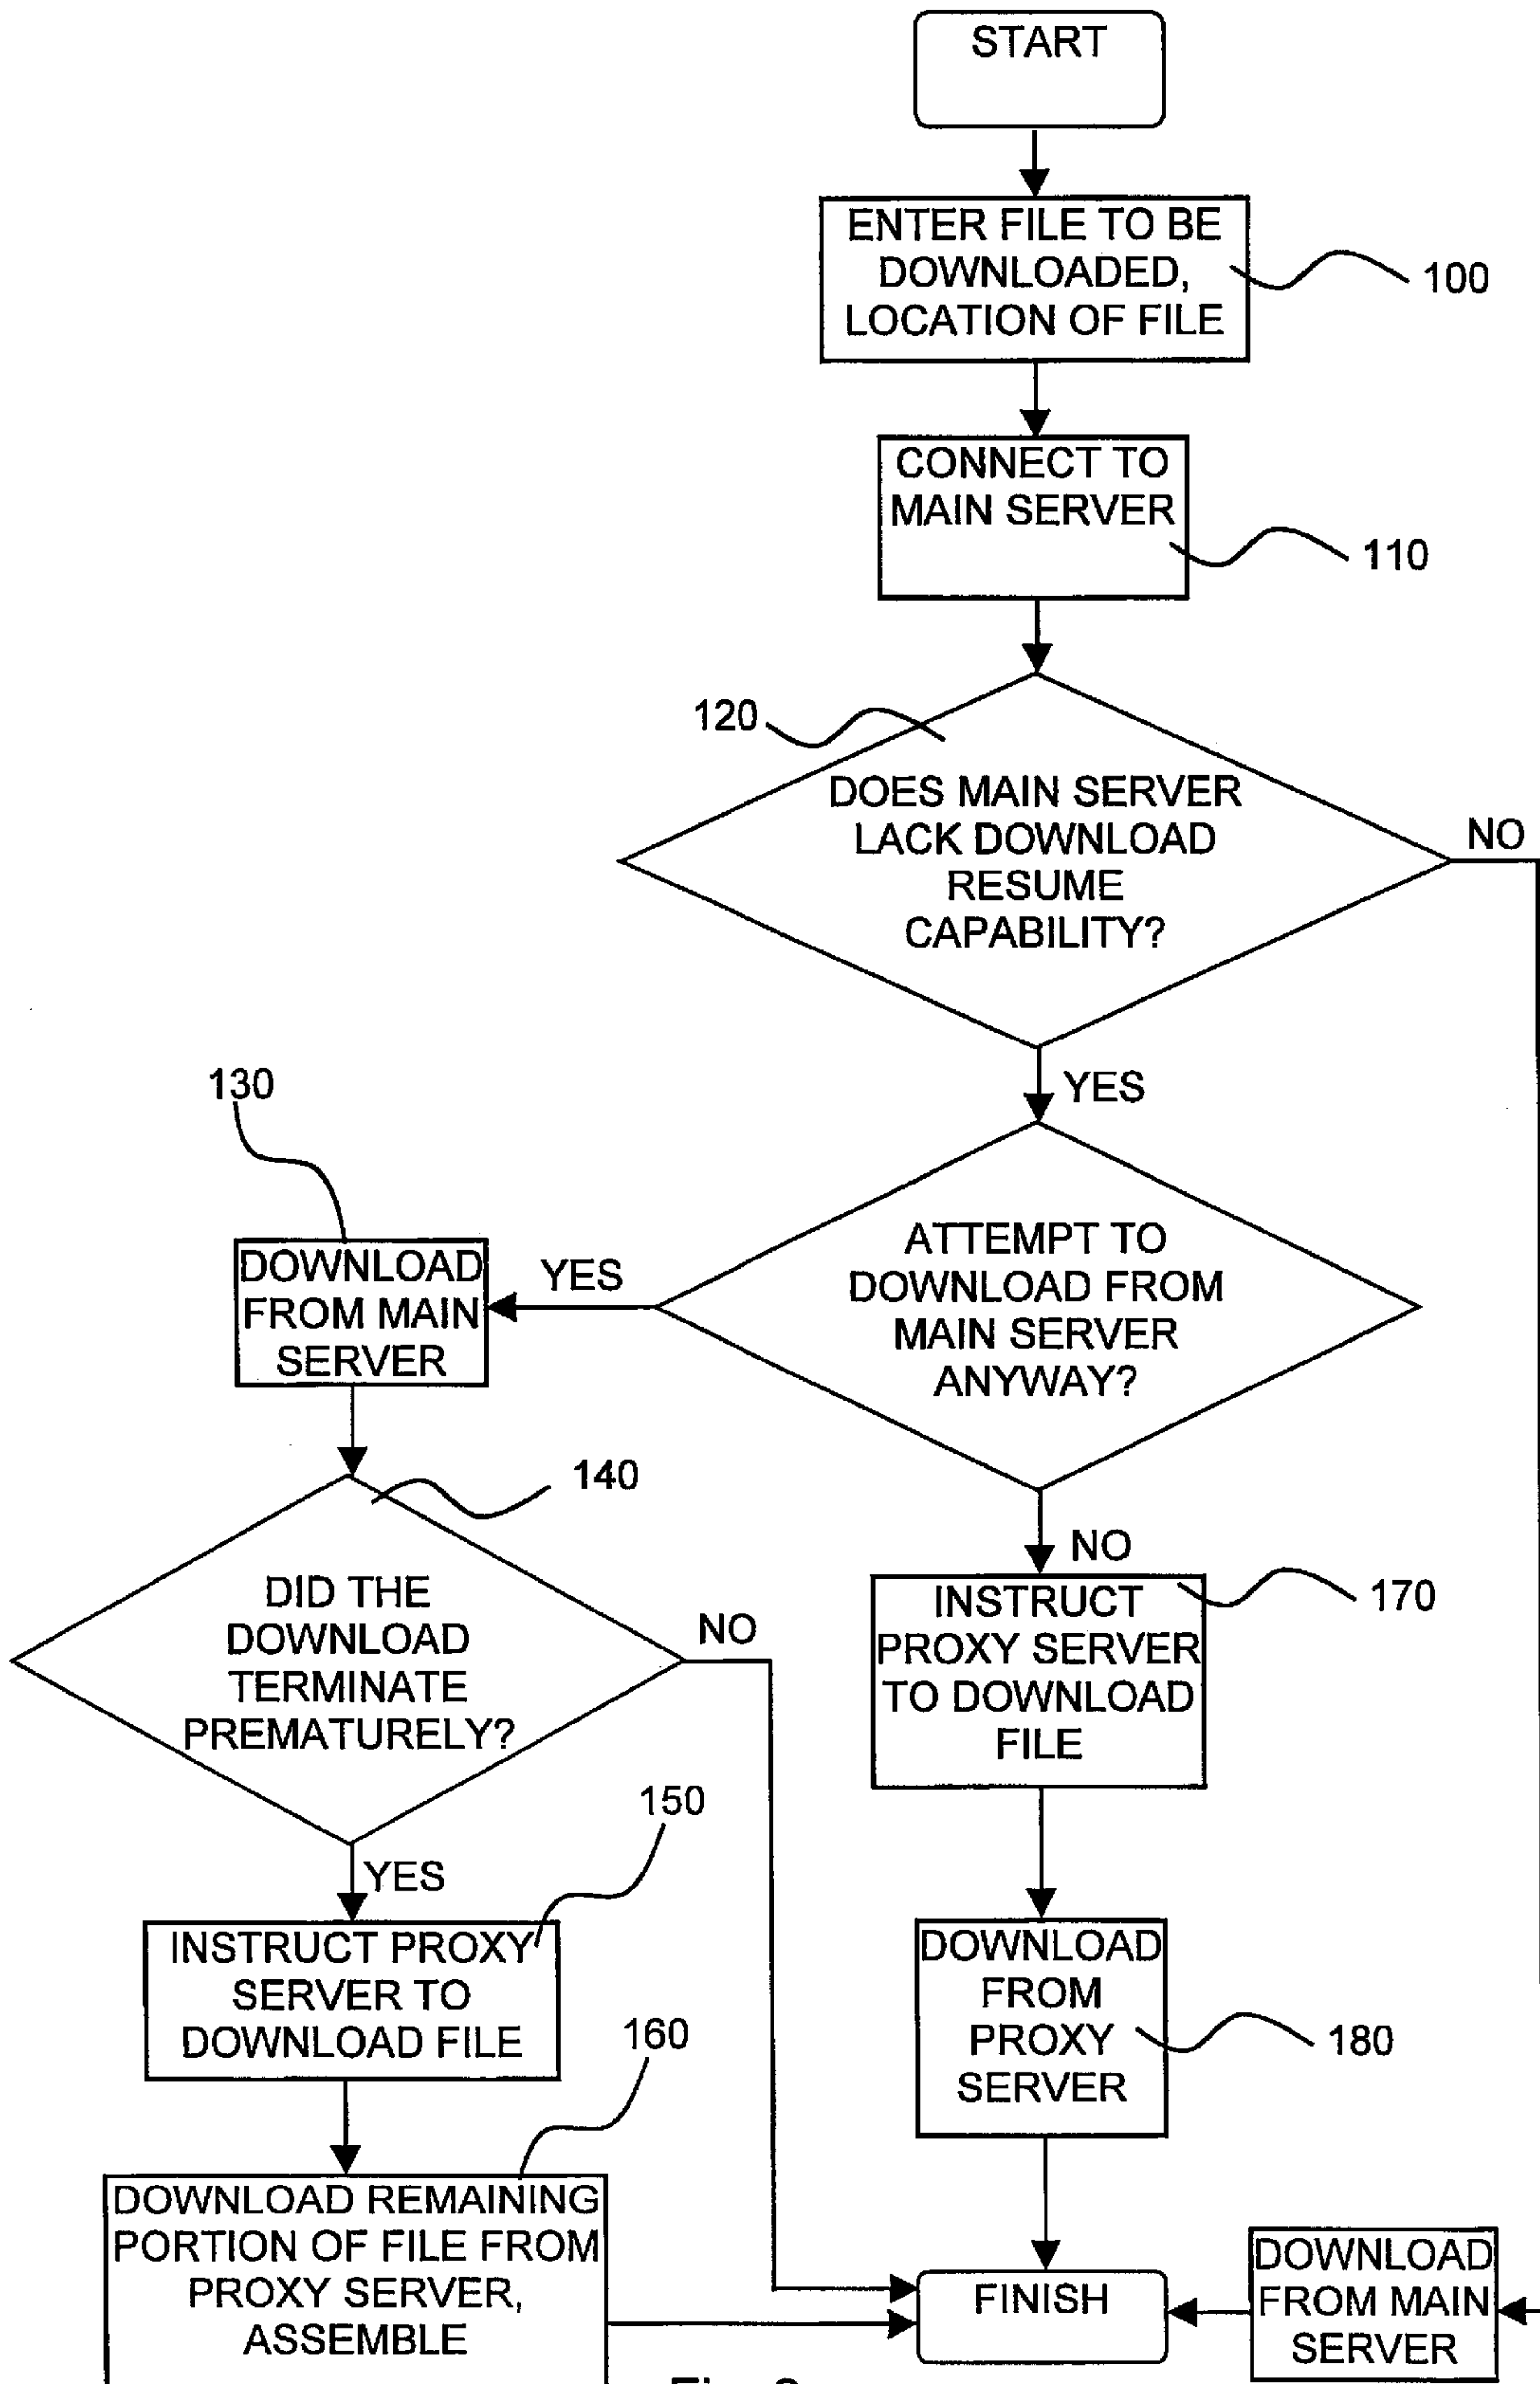 START
ENTER FILE TO BE
DOWNLOADED,
LOCATION OF FILE
100
CONNECT TO
MAIN SERVER
110
120
DOES MAIN SERVER
LACK DOWNLOAD
RESUME
CAPABILITY?
NO
YES
130
DOWNLOAD
FROM MAIN
SERVER
YES
ATTEMPT TO
DOWNLOAD FROM
MAIN SERVER
ANYWAY?
140
NO
DID THE
DOWNLOAD
TERMINATE
PREMATURELY?
NO
INSTRUCT
PROXY SERVER
TO DOWNLOAD
FILE
170
150
YES
INSTRUCT PROXY
SERVER TO
DOWNLOAD FILE
DOWNLOAD
FROM
PROXY
SERVER
180
160
DOWNLOAD REMAINING
PORTION OF FILE FROM
PROXY SERVER,
ASSEMBLE
FINISH
DOWNLOAD
FROM MAIN
SERVER